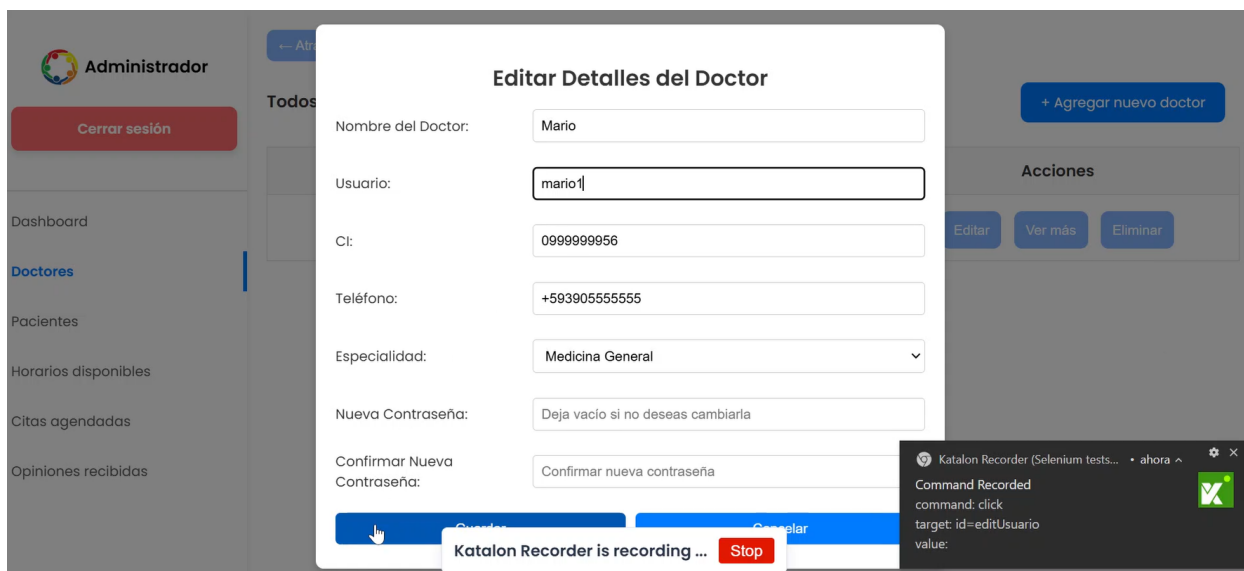 Administrador
Cerrar sesión
Dashboard
Doctores
Pacientes
Horarios disponibles
Citas agendadas
Opiniones recibidas
← Atr
Todos
+ Agregar nuevo doctor
Acciones
Editar Ver más Eliminar
Editar Detalles del Doctor
Nombre del Doctor: Mario
Usuario: mario1
CI: 0999999956
Teléfono: +593905555555
Especialidad: Medicina General
Nueva Contraseña: Deja vacío si no deseas cambiarla
Confirmar Nueva
Contraseña: Confirmar nueva contraseña
Guardar Cancelar
Katalon Recorder is recording ... Stop
Katalon Recorder (Selenium tests... • ahora
Command Recorded
command: click
target: id=editUsuario
value: